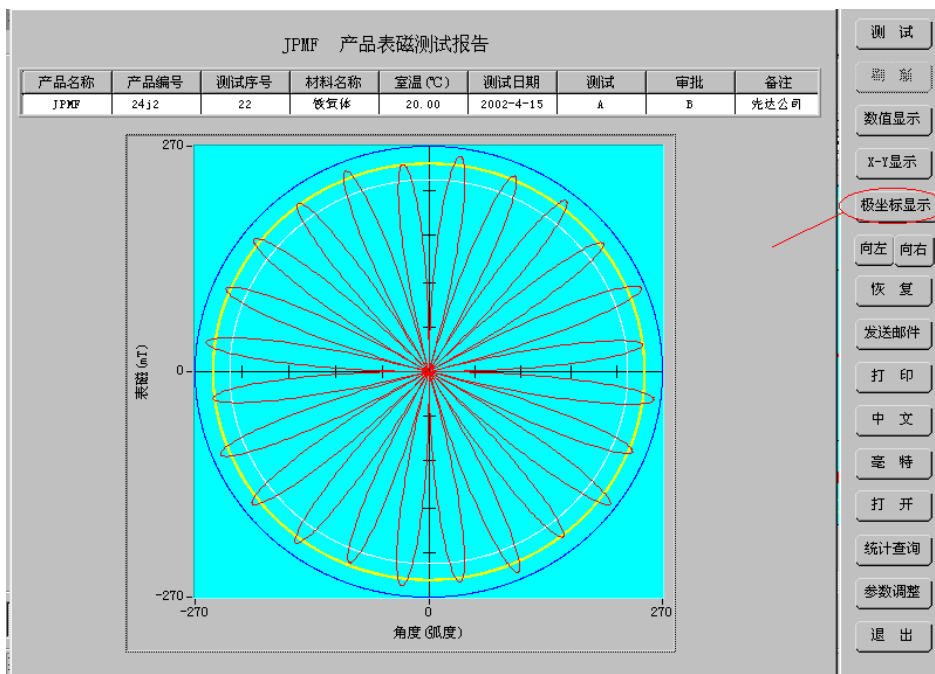 JPMF 产品表磁测试报告
产品名称 产品编号 测试序号 材料名称 室温(℃) 测试日期 测试 审批 备注
JPMF 24j2 22 铁氧体 20.00 2002-4-15 A B 先达公司
270
0
-270
表磁(mT)
-270 0 270
角度(弧度)
测 试
刷 新
数值显示
X-Y显示
极坐标显示
向左 向右
恢 复
发送邮件
打 印
中 文
毫 特
打 开
统计查询
参数调整
退 出